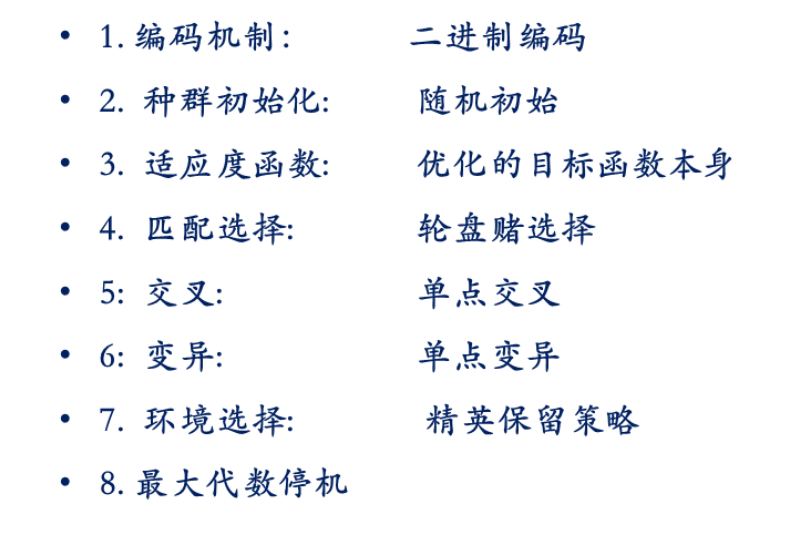 • 1. 编码机制： 二进制编码
• 2. 种群初始化: 随机初始
• 3. 适应度函数: 优化的目标函数本身
• 4. 匹配选择: 轮盘赌选择
• 5: 交叉: 单点交叉
• 6: 变异: 单点变异
• 7. 环境选择: 精英保留策略
• 8. 最大代数停机